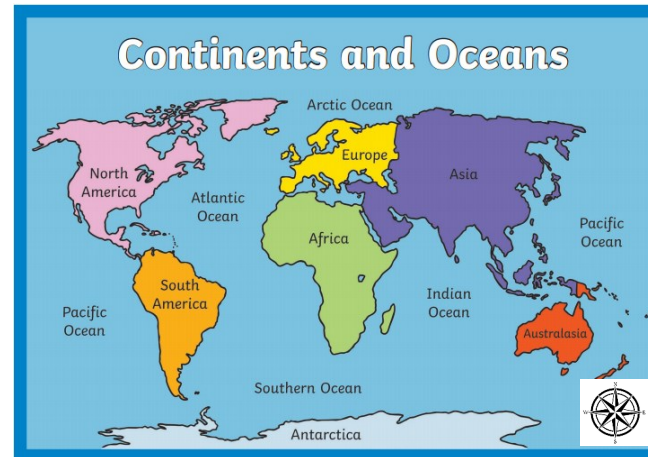 Continents and Oceans
Arctic Ocean
Europe
Asia
North
America
Atlantic
Ocean
Africa
Pacific
Ocean
South
America
Indian
Ocean
Pacific
Ocean
Australasia
Southern Ocean
Antarctica
N
W
E
S